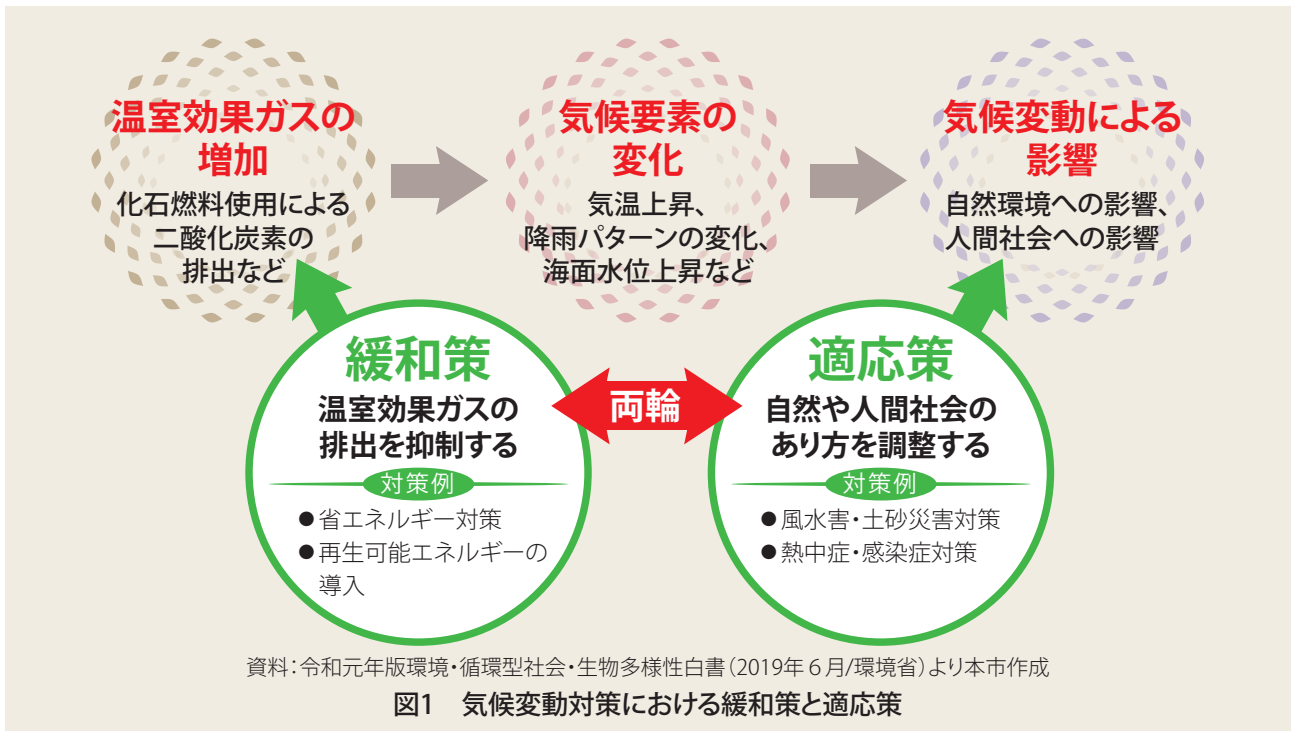 温室効果ガスの
増加
化石燃料使用による
二酸化炭素の
排出など
気候要素の
変化
気温上昇、
降雨パターンの変化、
海面水位上昇など
気候変動による
影響
自然環境への影響、
人間社会への影響
緩和策
温室効果ガスの
排出を抑制する
対策例
●省エネルギー対策
●再生可能エネルギーの
導入
両輪
適応策
自然や人間社会の
あり方を調整する
対策例
●風水害・土砂災害対策
●熱中症・感染症対策
資料：令和元年版環境・循環型社会・生物多様性白書（2019年６月/環境省）より本市作成
図1　気候変動対策における緩和策と適応策